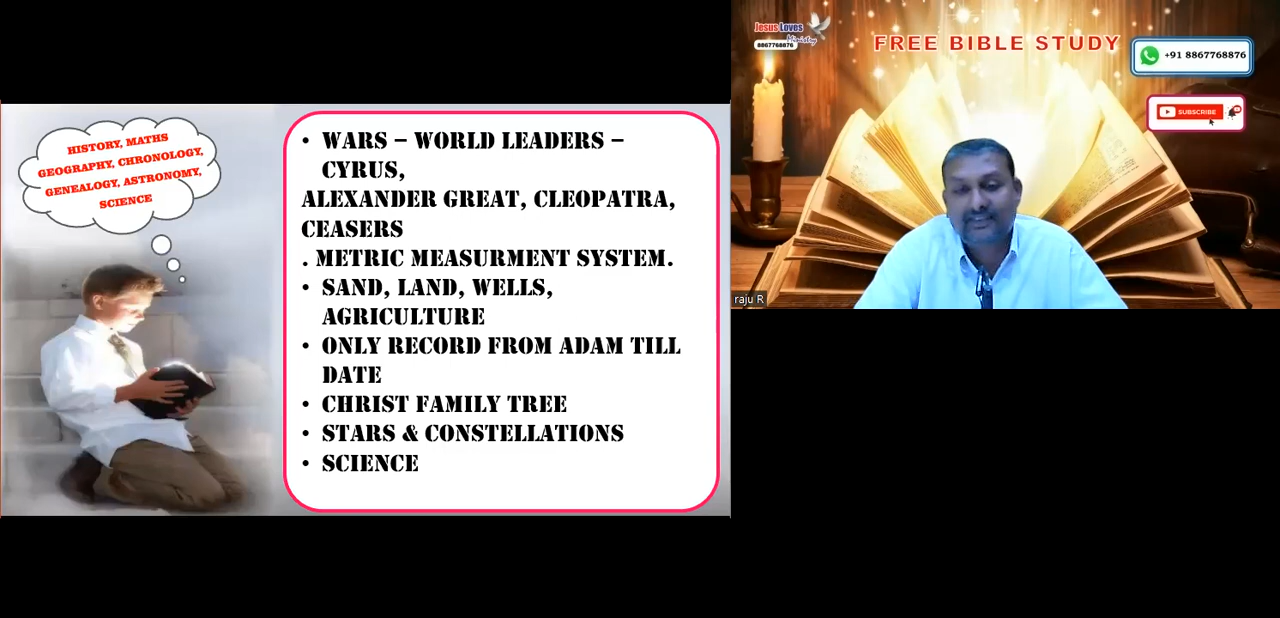 HISTORY, MATHS
GEOGRAPHY, CHRONOLOGY,
GENEALOGY, ASTRONOMY,
SCIENCE
• WARS – WORLD LEADERS –
CYRUS,
ALEXANDER GREAT, CLEOPATRA,
CEASERS
. METRIC MEASURMENT SYSTEM.
• SAND, LAND, WELLS,
AGRICULTURE
• ONLY RECORD FROM ADAM TILL
DATE
• CHRIST FAMILY TREE
• STARS & CONSTELLATIONS
• SCIENCE
Jesus Loves
Ministry
8867768876
FREE BIBLE STUDY
+91 8867768876
SUBSCRIBE
raju R